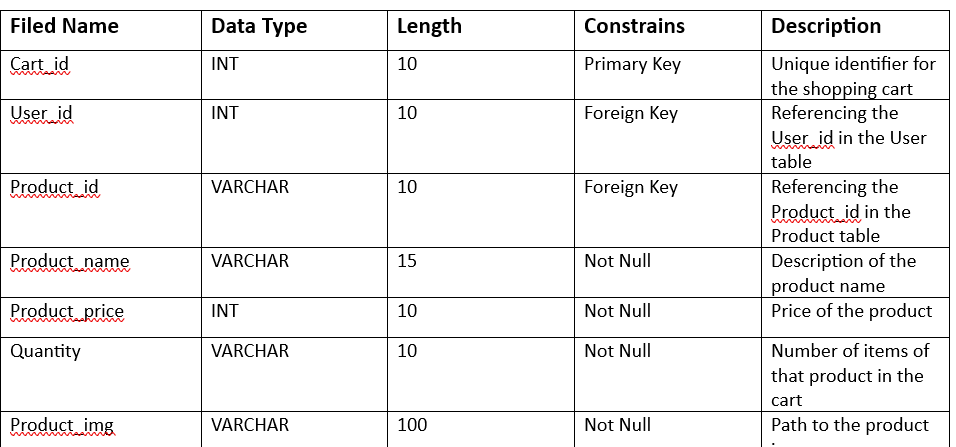 Filed Name Data Type Length Constrains Description
Cart_id INT 10 Primary Key Unique identifier for
the shopping cart
User_id INT 10 Foreign Key Referencing the
User_id in the User
table
Product_id VARCHAR 10 Foreign Key Referencing the
Product_id in the
Product table
Product_name VARCHAR 15 Not Null Description of the
product name
Product_price INT 10 Not Null Price of the product
Quantity VARCHAR 10 Not Null Number of items of
that product in the
cart
Product_img VARCHAR 100 Not Null Path to the product